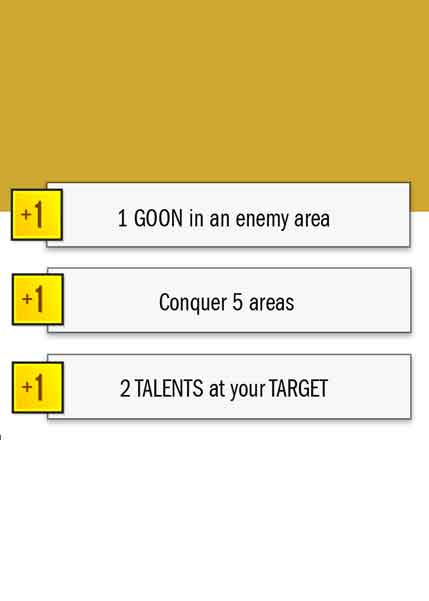 +1 1 GOON in an enemy area
+1 Conquer 5 areas
+1 2 TALENTS at your TARGET